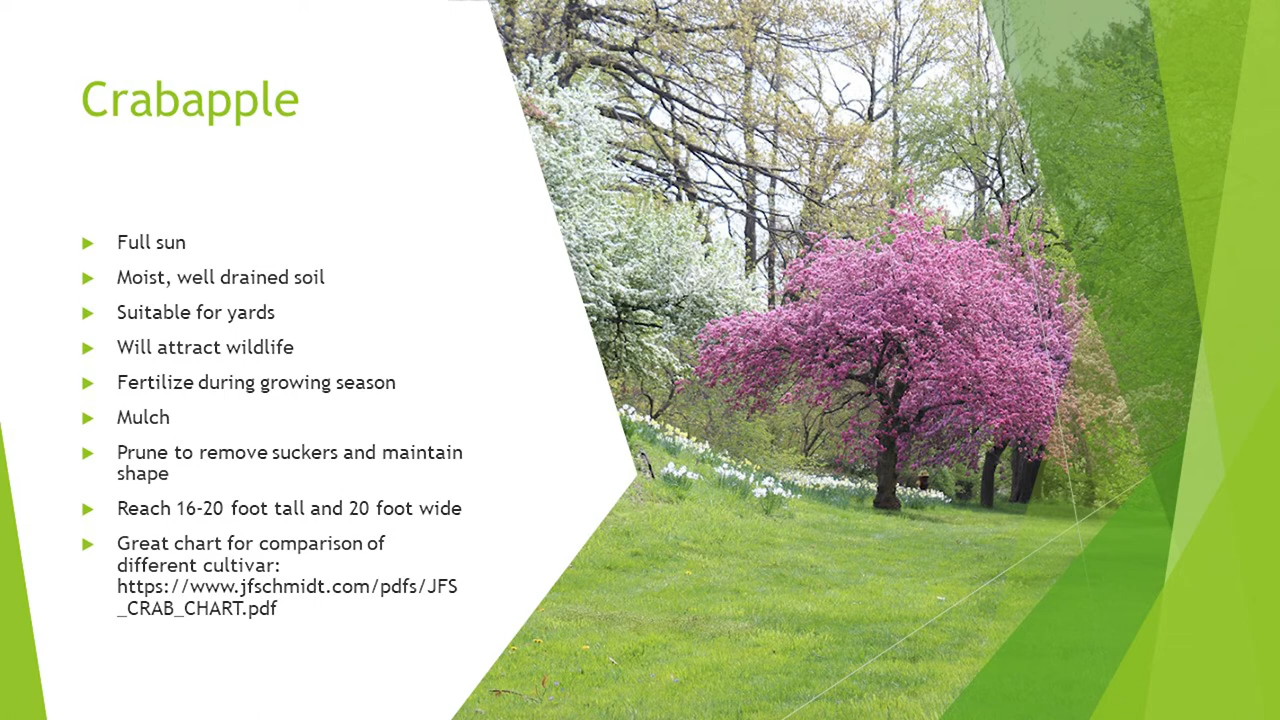 Crabapple
Full sun
Moist, well drained soil
Suitable for yards
Will attract wildlife
Fertilize during growing season
Mulch
Prune to remove suckers and maintain
shape
Reach 16-20 foot tall and 20 foot wide
Great chart for comparison of
different cultivar:
https://www.jfschmidt.com/pdfs/JFS
_CRAB_CHART.pdf